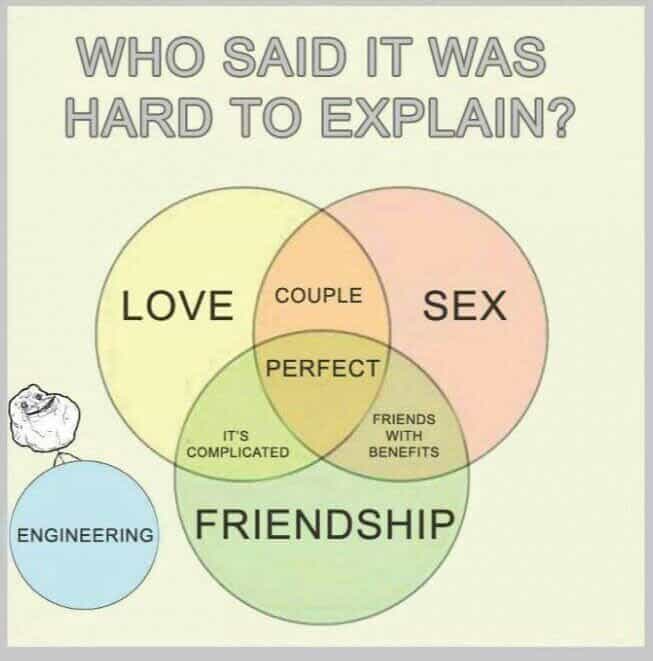 WHO SAID IT WAS
HARD TO EXPLAIN?
LOVE
COUPLE
SEX
PERFECT
IT'S
COMPLICATED
FRIENDS
WITH
BENEFITS
ENGINEERING
FRIENDSHIP